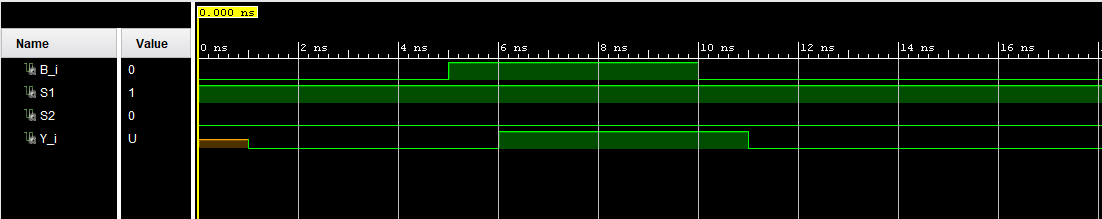 0.000 ns
Name Value
0 ns 2 ns 4 ns 6 ns 8 ns 10 ns 12 ns 14 ns 16 ns
B_i 0
S1 1
S2 0
Y_i U